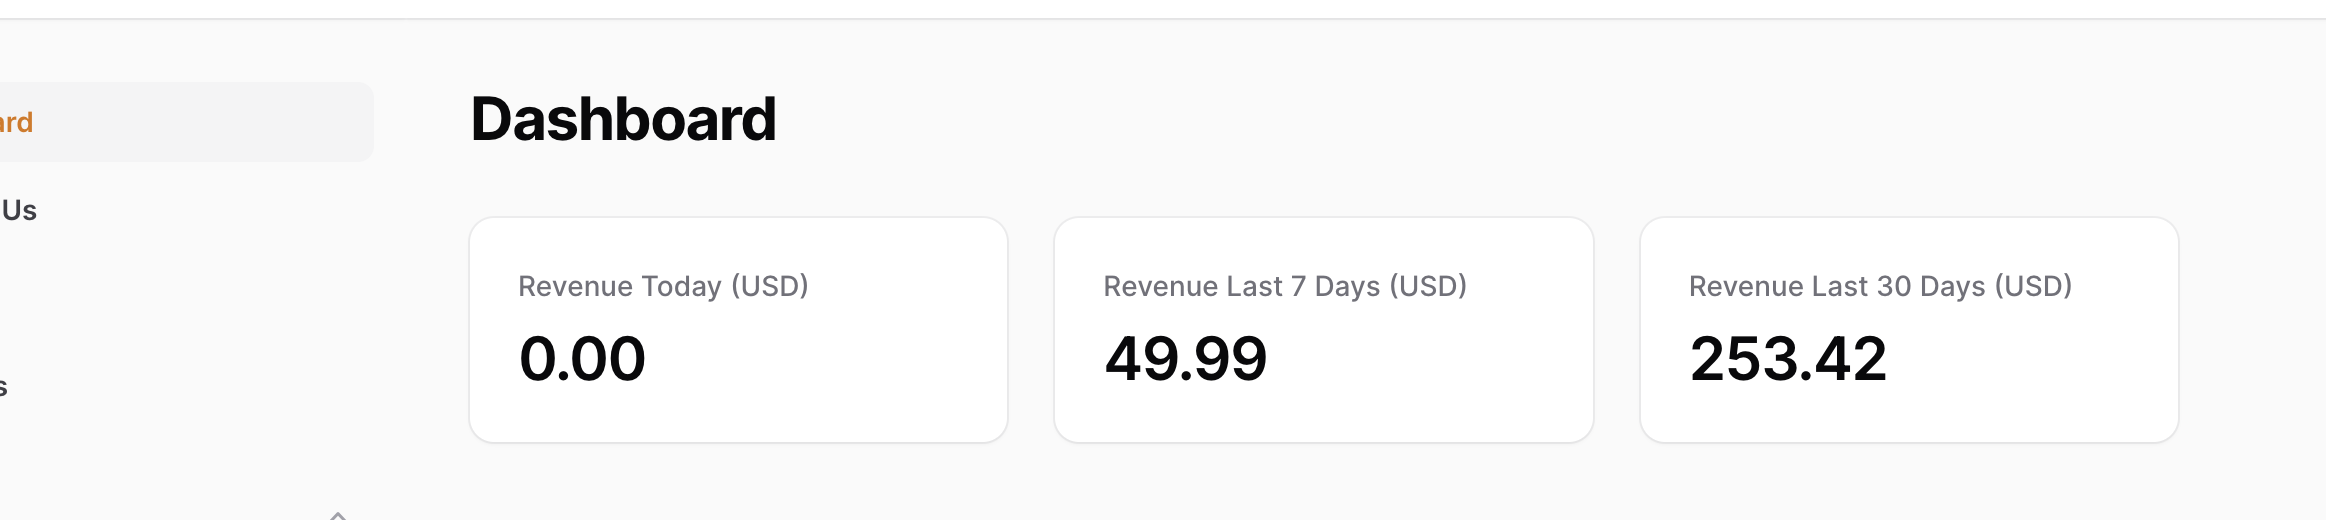 Dashboard
Us
Revenue Today (USD)
0.00
Revenue Last 7 Days (USD)
49.99
Revenue Last 30 Days (USD)
253.42